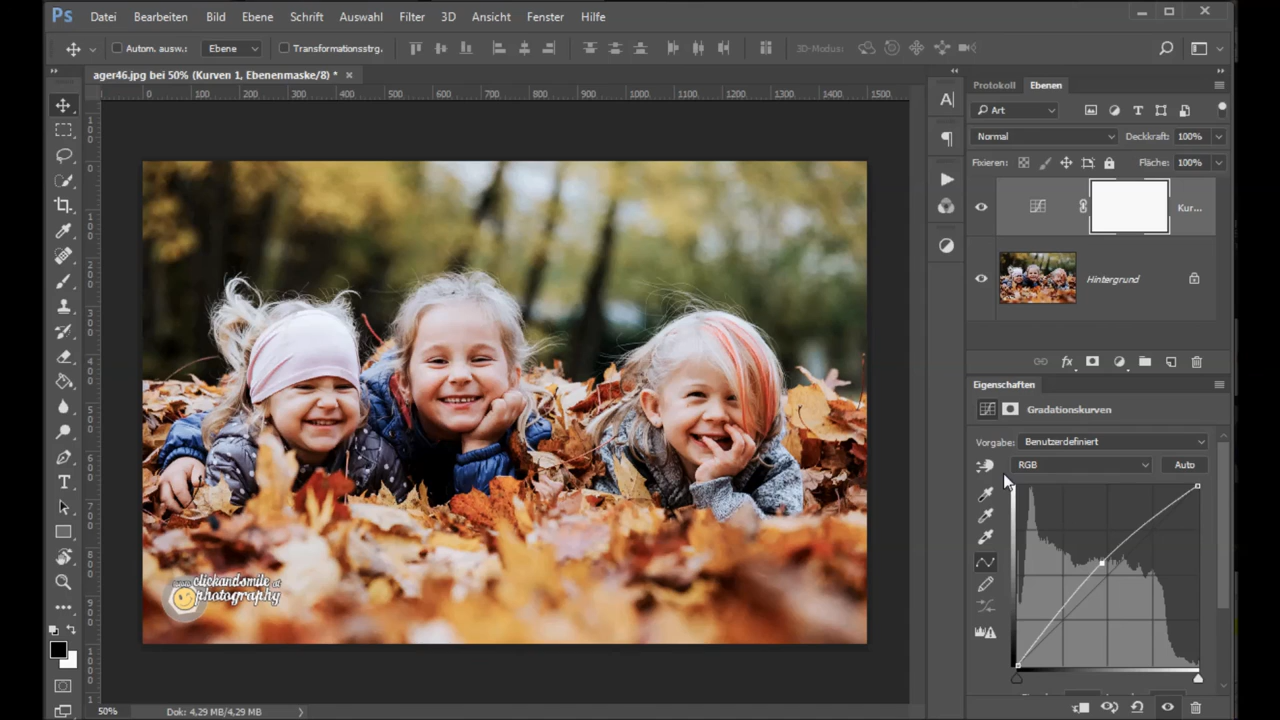 Ps Datei Bearbeiten Bild Ebene Schrift Auswahl Filter 3D Ansicht Fenster Hilfe
Autom. ausw.: Ebene Transformationsstrg. 3D-Modus:
ager46.jpg bei 50% (Kurven 1, Ebenenmaske/8) *
0 100 200 300 400 500 600 700 800 900 1000 1100 1200 1300 1400 1500
Protokoll Ebenen
Art
Normal Deckkraft: 100%
Fixieren: Fläche: 100%
Kur...
Hintergrund
Eigenschaften
Gradationskurven
Vorgabe: Benutzerdefiniert
RGB Auto
www.clickandsmile.at
photography
50% Dok: 4,29 MB/4,29 MB